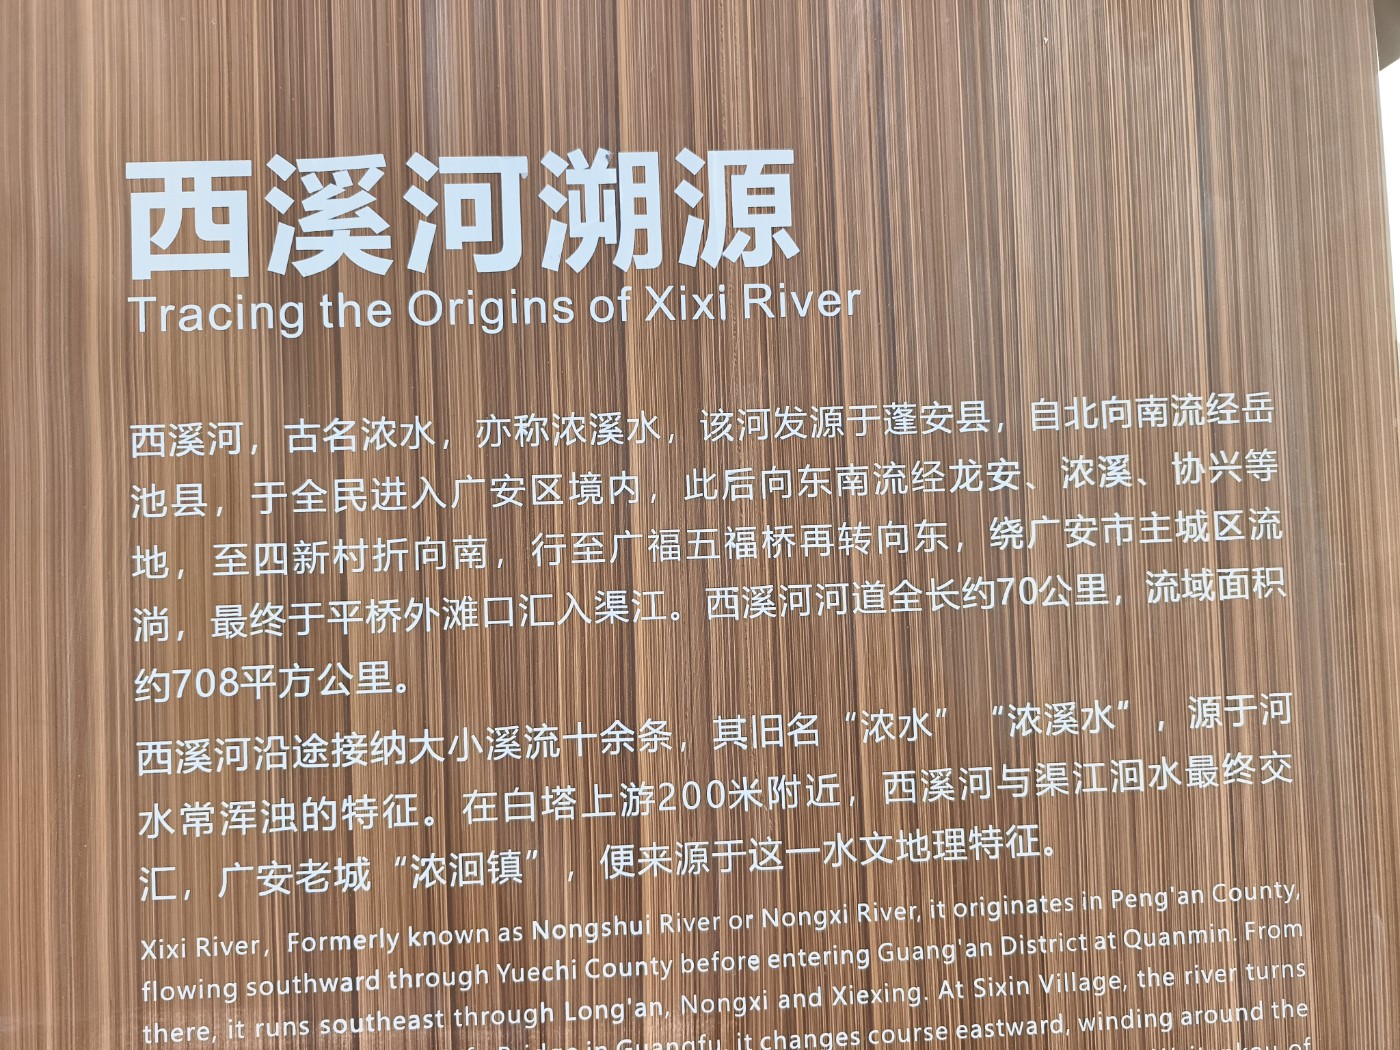 西溪河溯源
Tracing the Origins of Xixi River
西溪河，古名浓水，亦称浓溪水，该河发源于蓬安县，自北向南流经岳
池县，于全民进入广安区境内，此后向东南流经龙安、浓溪、协兴等
地，至四新村折向南，行至广福五福桥再转向东，绕广安市主城区流
淌，最终于平桥外滩口汇入渠江。西溪河河道全长约70公里，流域面积
约708平方公里。
西溪河沿途接纳大小溪流十余条，其旧名“浓水”“浓溪水”，源于河
水常浑浊的特征。在白塔上游200米附近，西溪河与渠江洄水最终交
汇，广安老城“浓洄镇”，便来源于这一水文地理特征。
Xixi River, Formerly known as Nongshui River or Nongxi River, it originates in Peng'an County,
flowing southward through Yuechi County before entering Guang'an District at Quanmin. From
there, it runs southeast through Long'an, Nongxi and Xiexing. At Sixin Village, the river turns
Bridge in Guangfu, it changes course eastward, winding around the
of